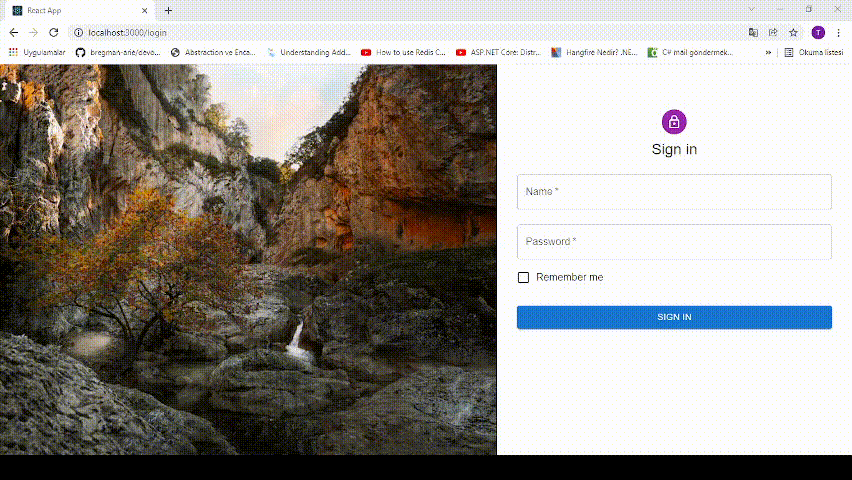 React App
localhost:3000/login
T
Uygulamalar
bregman-arie/devo...
Abstraction ve Enca...
Understanding Add...
How to use Redis C...
ASP.NET Core: Distr...
Hangfire Nedir? .NE...
C# mail göndermek...
»
Okuma listesi
Sign in
Name *
Password *
Remember me
SIGN IN